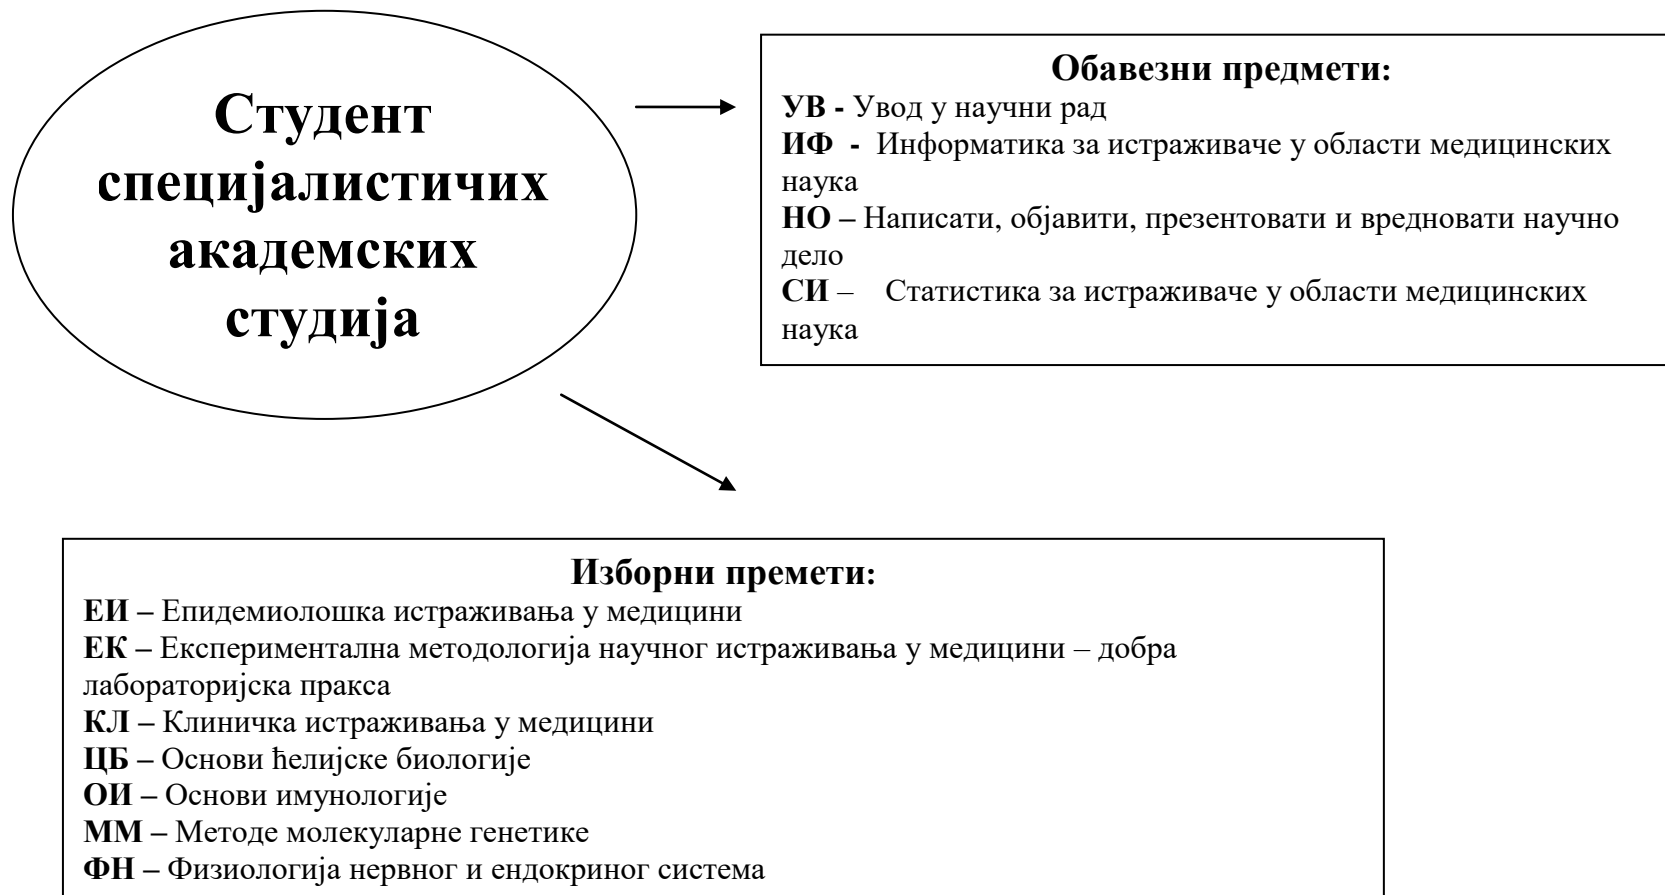 Студент
специјалистичих
академских
студија
Обавезни предмети:
УВ - Увод у научни рад
ИФ - Информатика за истраживаче у области медицинских
наука
НО – Написати, објавити, презентовати и вредновати научно
дело
СИ – Статистика за истраживаче у области медицинских
наука
Изборни премети:
ЕИ – Епидемиолошка истраживања у медицини
ЕК – Експериментална методологија научног истраживања у медицини – добра
лабораторијска пракса
КЛ – Клиничка истраживања у медицини
ЦБ – Основи ћелијске биологије
ОИ – Основи имунологије
ММ – Методе молекуларне генетике
ФН – Физиологија нервног и ендокриног система